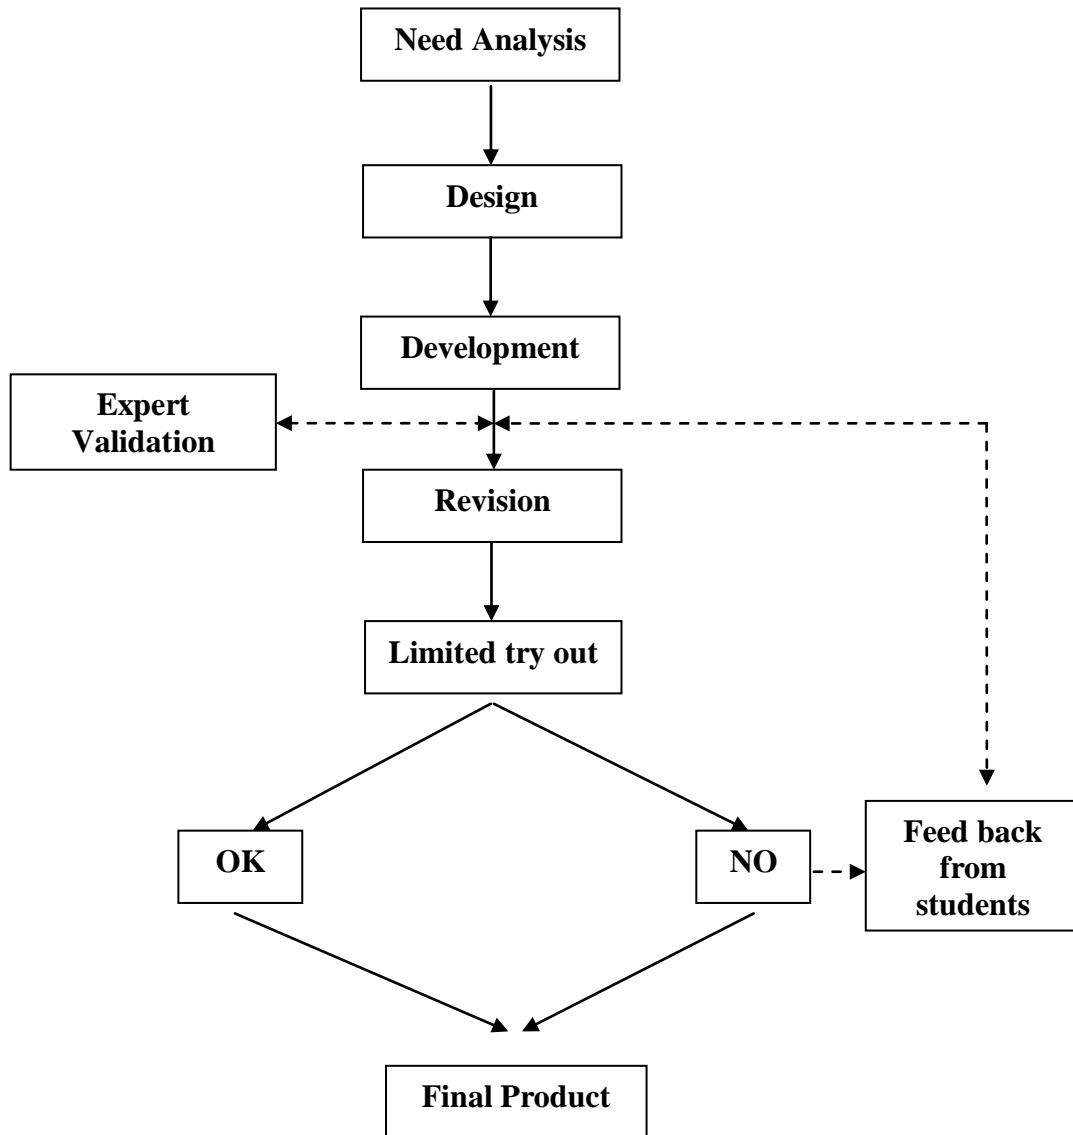 Need Analysis
Design
Development
Expert
Validation
Revision
Limited try out
OK
NO
Feed back
from
students
Final Product